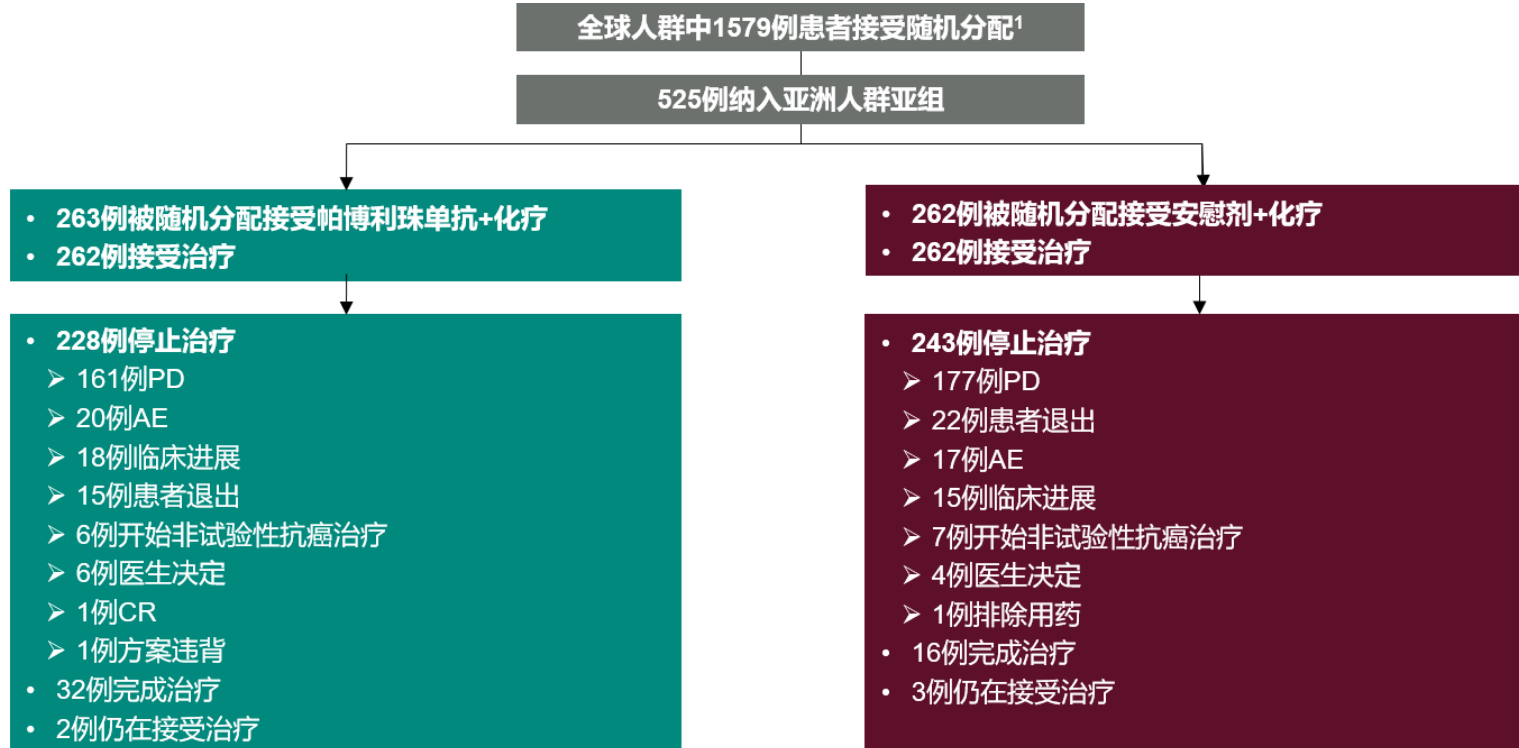 全球人群中1579例患者接受随机分配¹
525例纳入亚洲人群亚组
• 263例被随机分配接受帕博利珠单抗+化疗
• 262例接受治疗
• 262例被随机分配接受安慰剂+化疗
• 262例接受治疗
• 228例停止治疗
➢ 161例PD
➢ 20例AE
➢ 18例临床进展
➢ 15例患者退出
➢ 6例开始非试验性抗癌治疗
➢ 6例医生决定
➢ 1例CR
➢ 1例方案违背
• 32例完成治疗
• 2例仍在接受治疗
• 243例停止治疗
➢ 177例PD
➢ 22例患者退出
➢ 17例AE
➢ 15例临床进展
➢ 7例开始非试验性抗癌治疗
➢ 4例医生决定
➢ 1例排除用药
• 16例完成治疗
• 3例仍在接受治疗